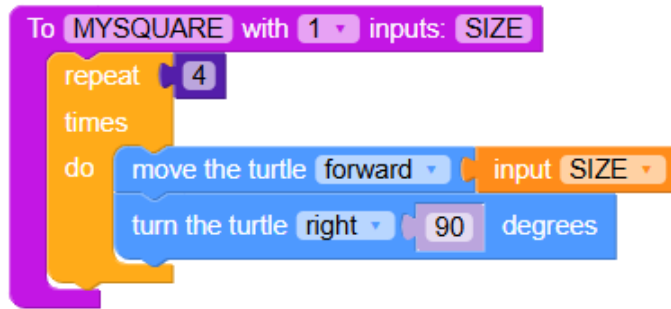 To MYSQUARE with 1 inputs: SIZE
repeat 4
times
do move the turtle forward input SIZE
turn the turtle right 90 degrees